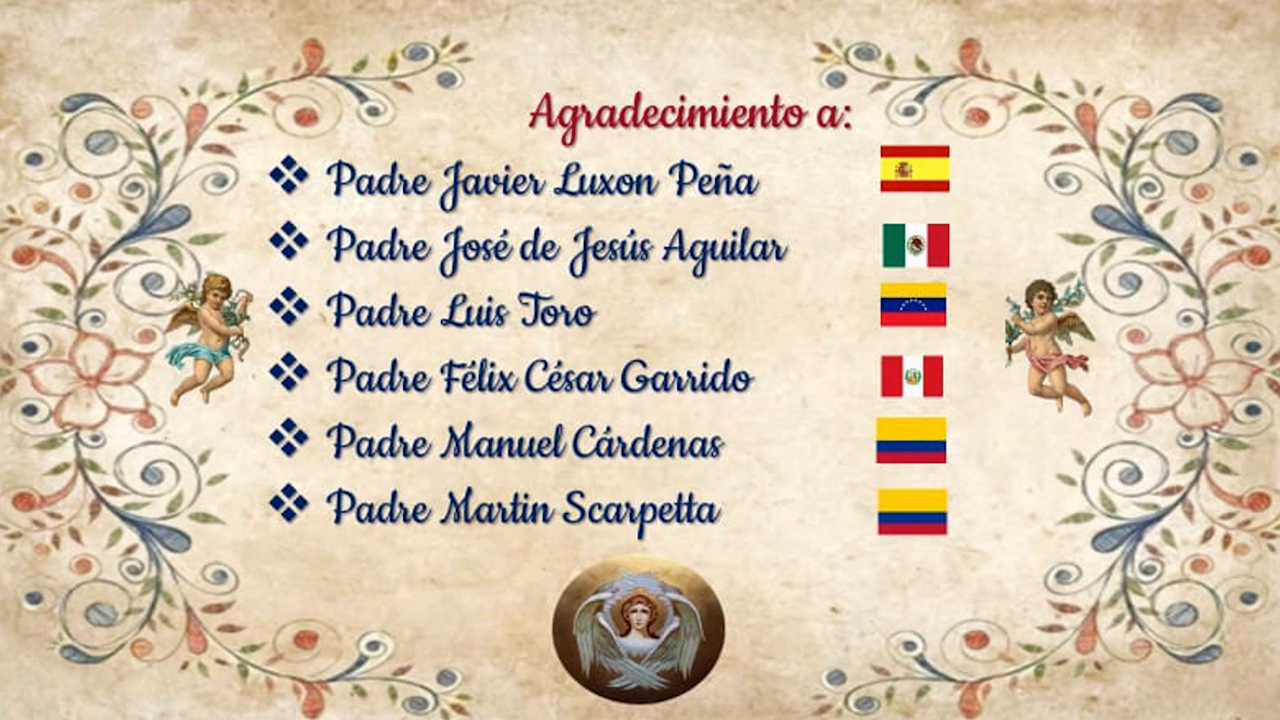 Agradecimiento a:
Padre Javier Luxon Peña
Padre José de Jesús Aguilar
Padre Luis Toro
Padre Félix César Garrido
Padre Manuel Cárdenas
Padre Martin Scarpetta